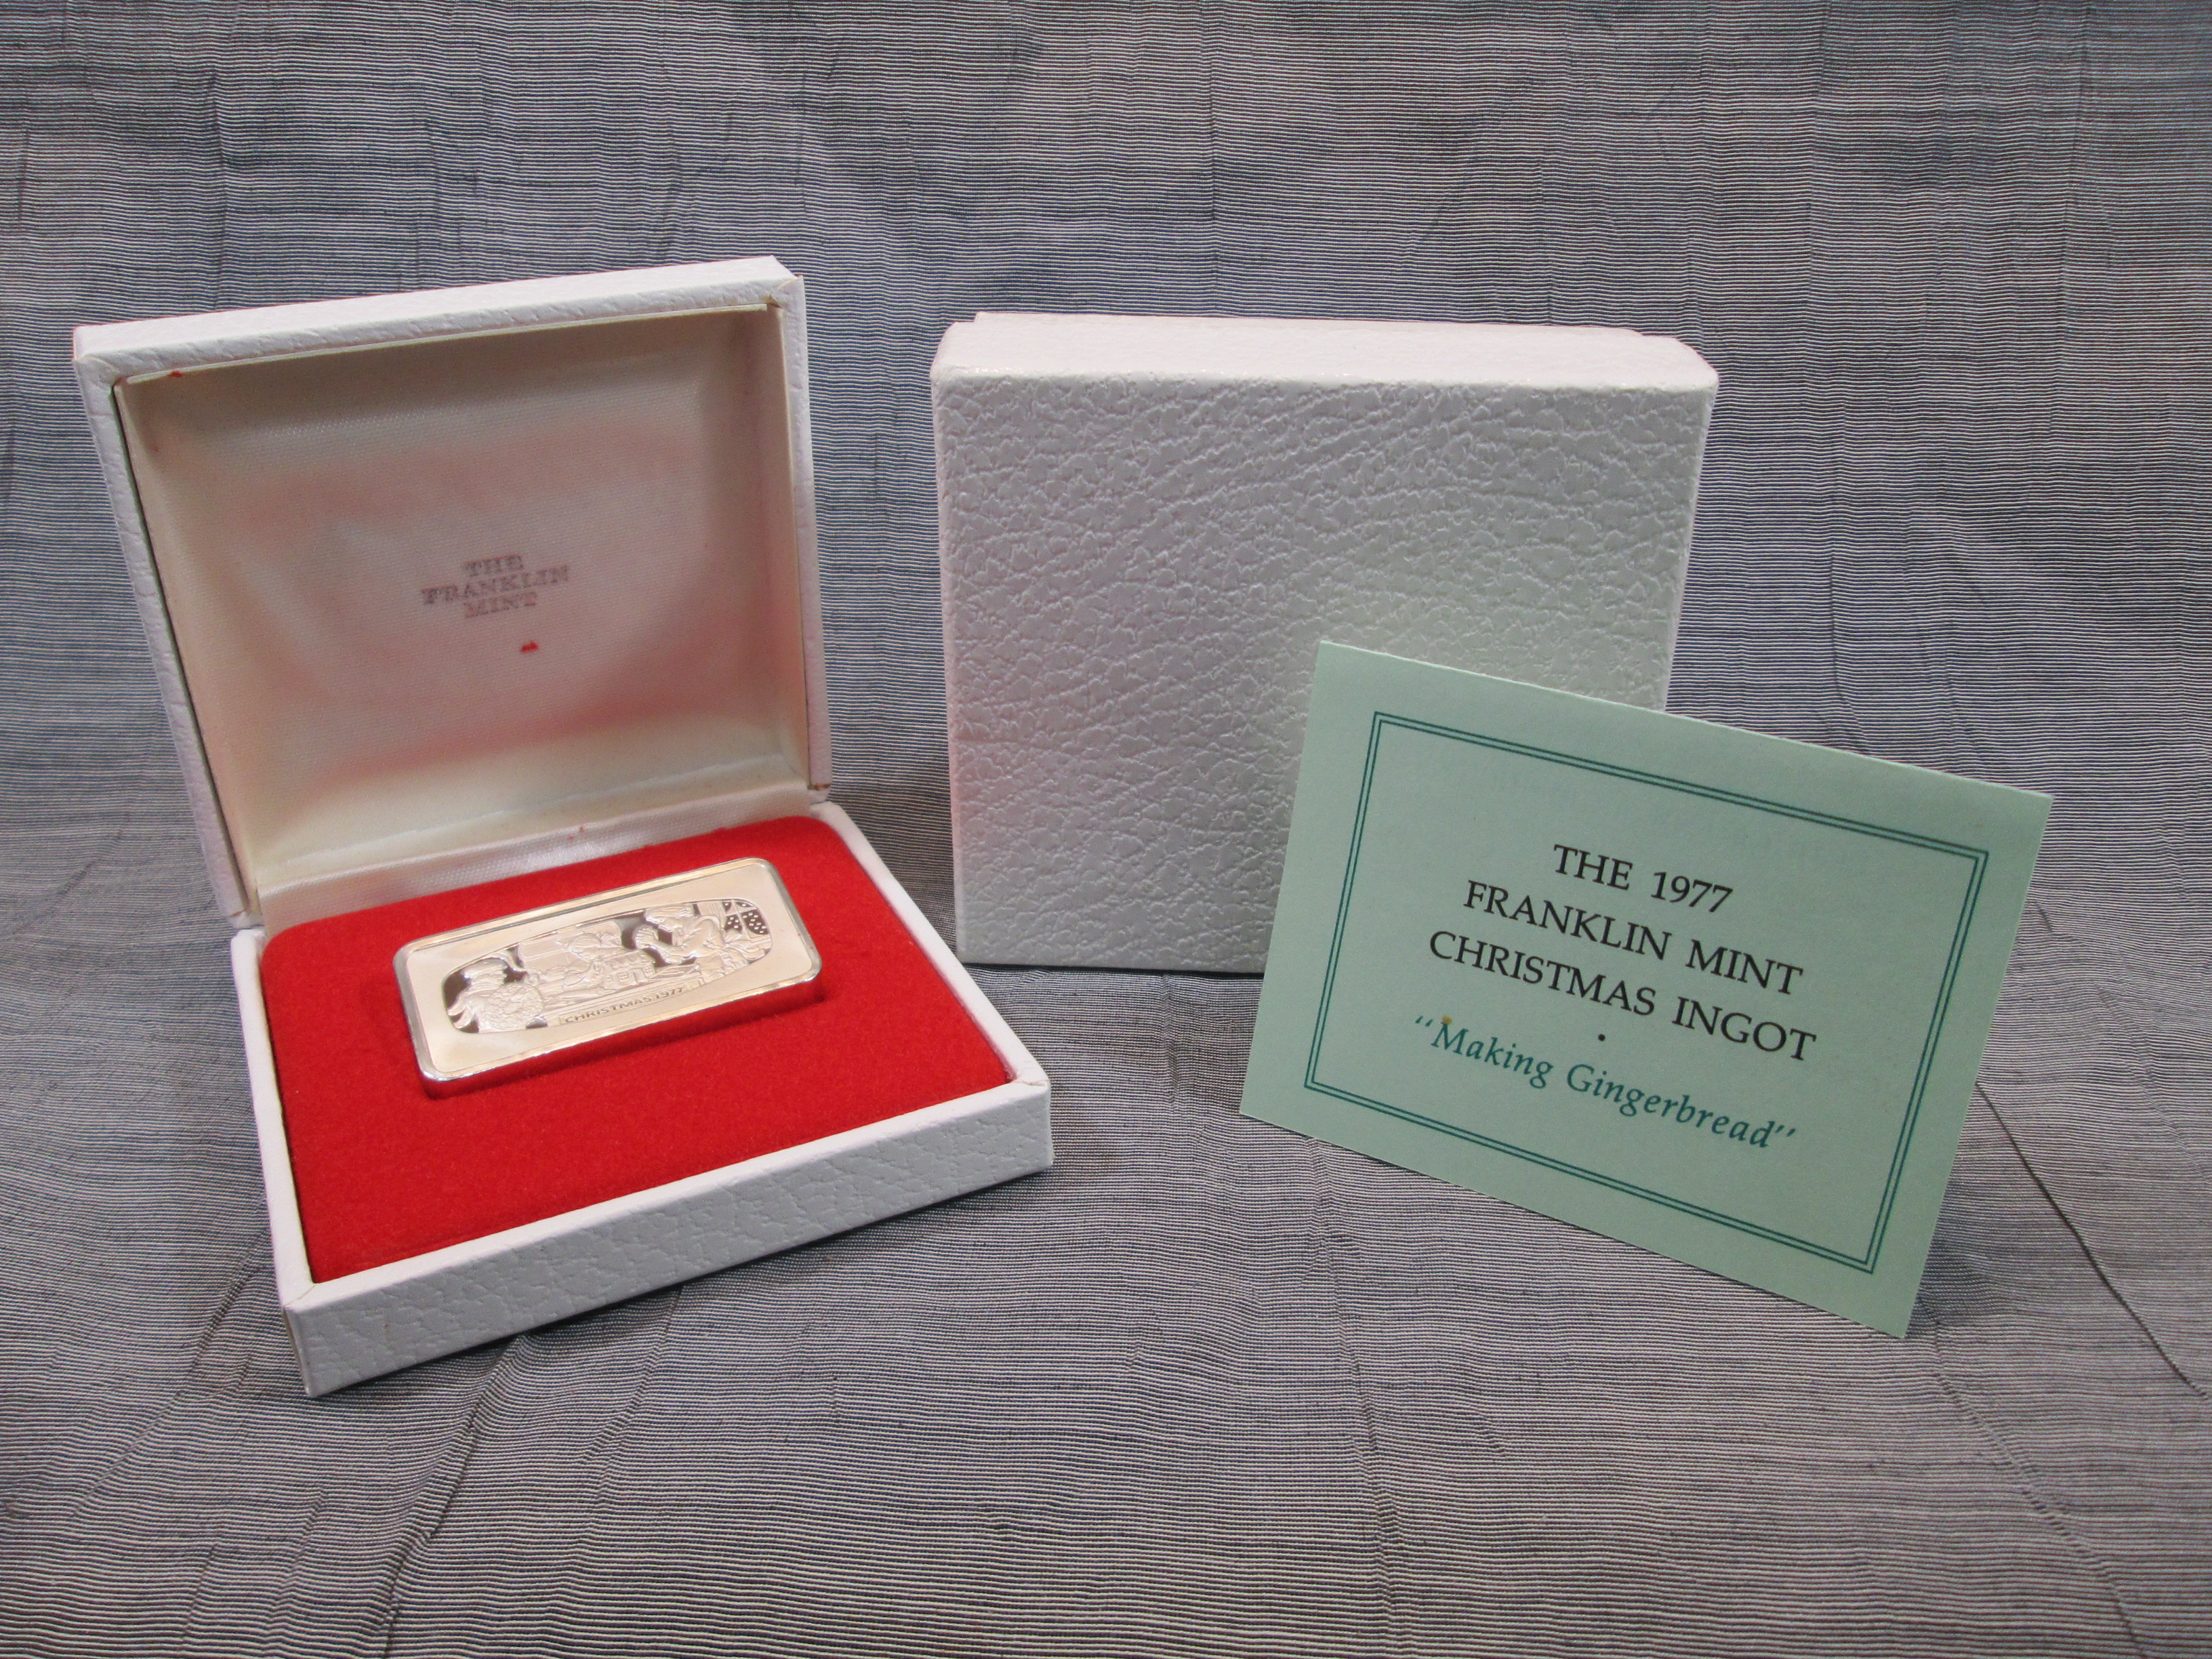 THE
FRANKLIN
MINT
CHRISTMAS 1977
THE 1977
FRANKLIN MINT
CHRISTMAS INGOT
•
“Making Gingerbread”